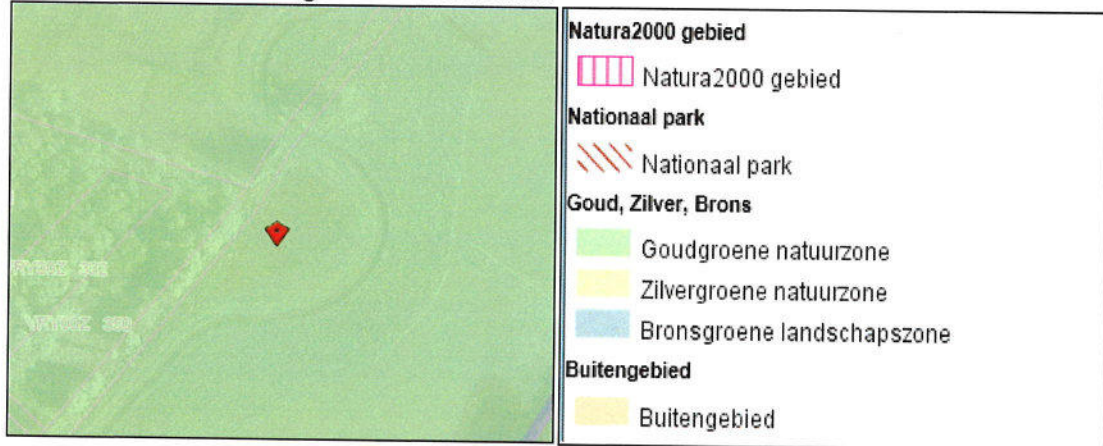 Natura2000 gebied
Natura2000 gebied
Nationaal park
Nationaal park
Goud, Zilver, Brons
Goudgroene natuurzone
Zilvergroene natuurzone
Bronsgroene landschapszone
Buitengebied
Buitengebied